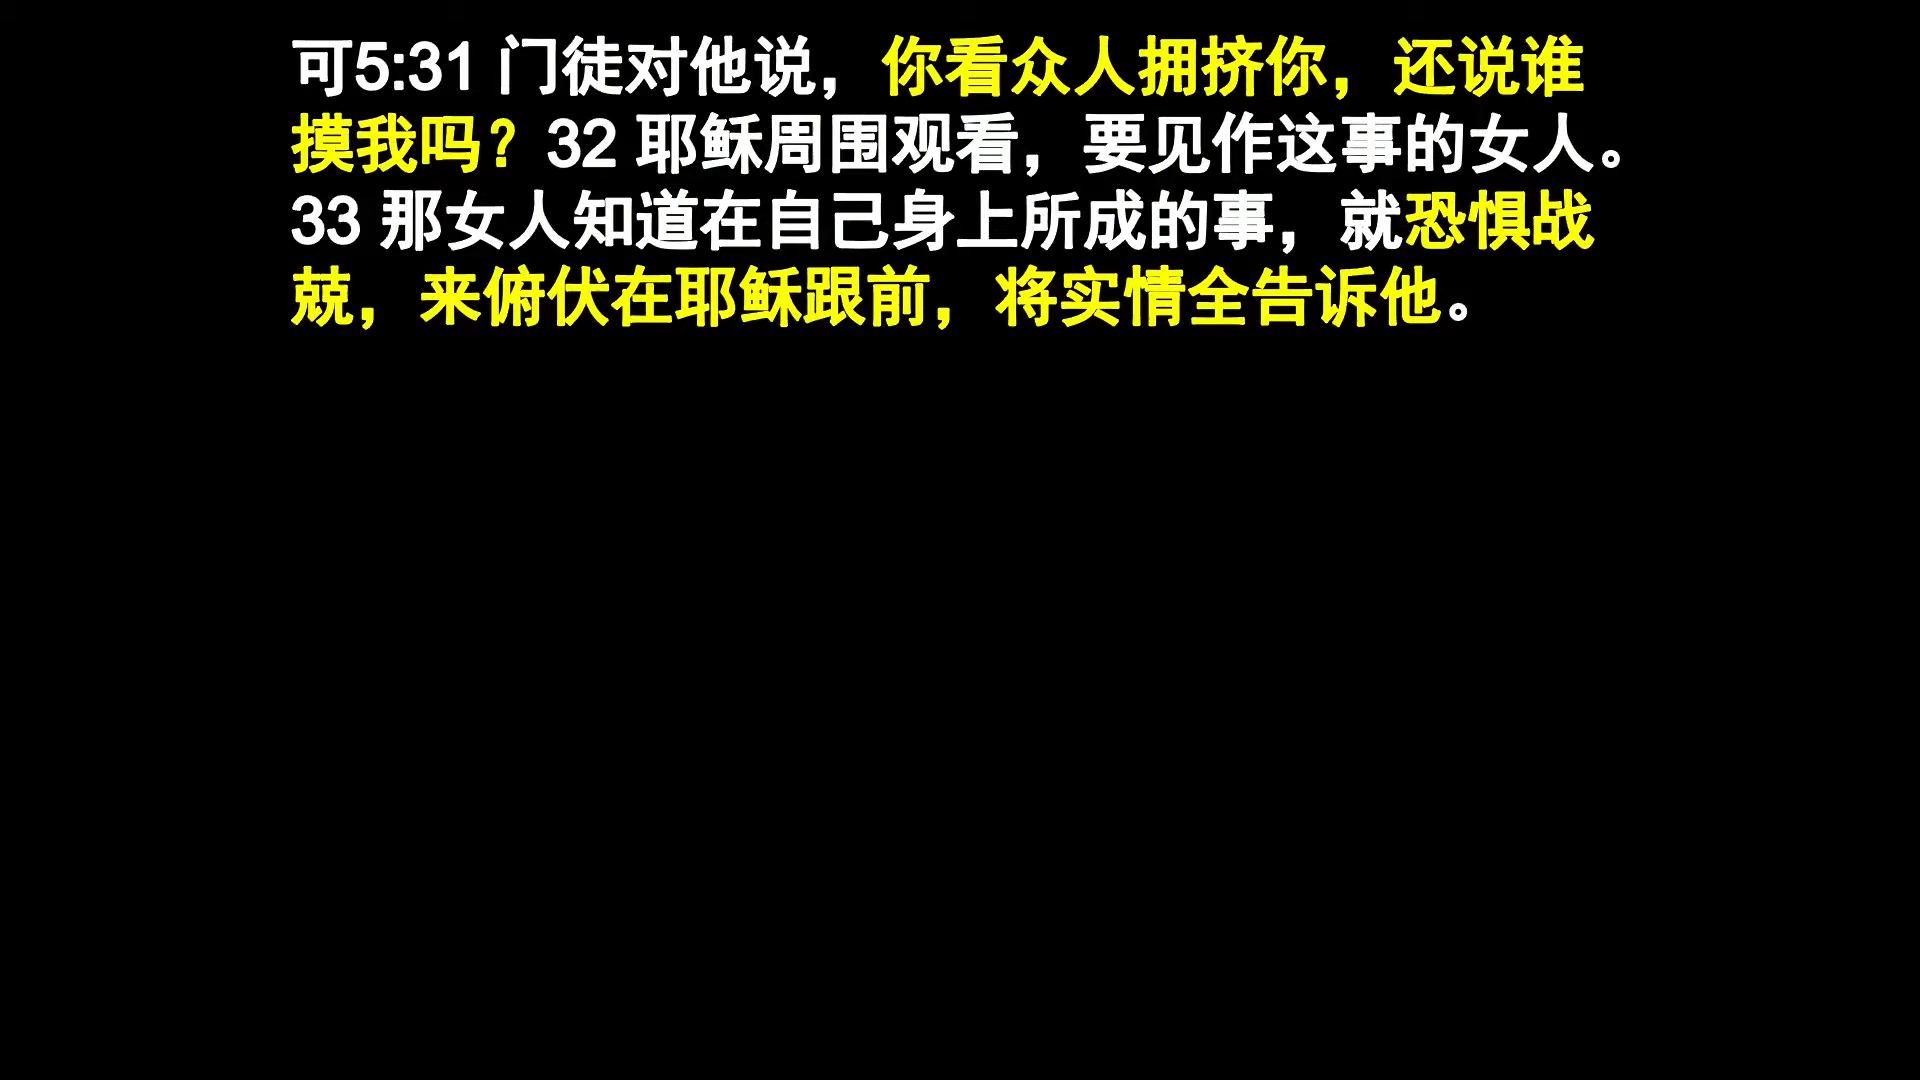 可5:31 门徒对他说，你看众人拥挤你，还说谁
摸我吗？32 耶稣周围观看，要见作这事的女人。
33 那女人知道在自己身上所成的事，就恐惧战
兢，来俯伏在耶稣跟前，将实情全告诉他。